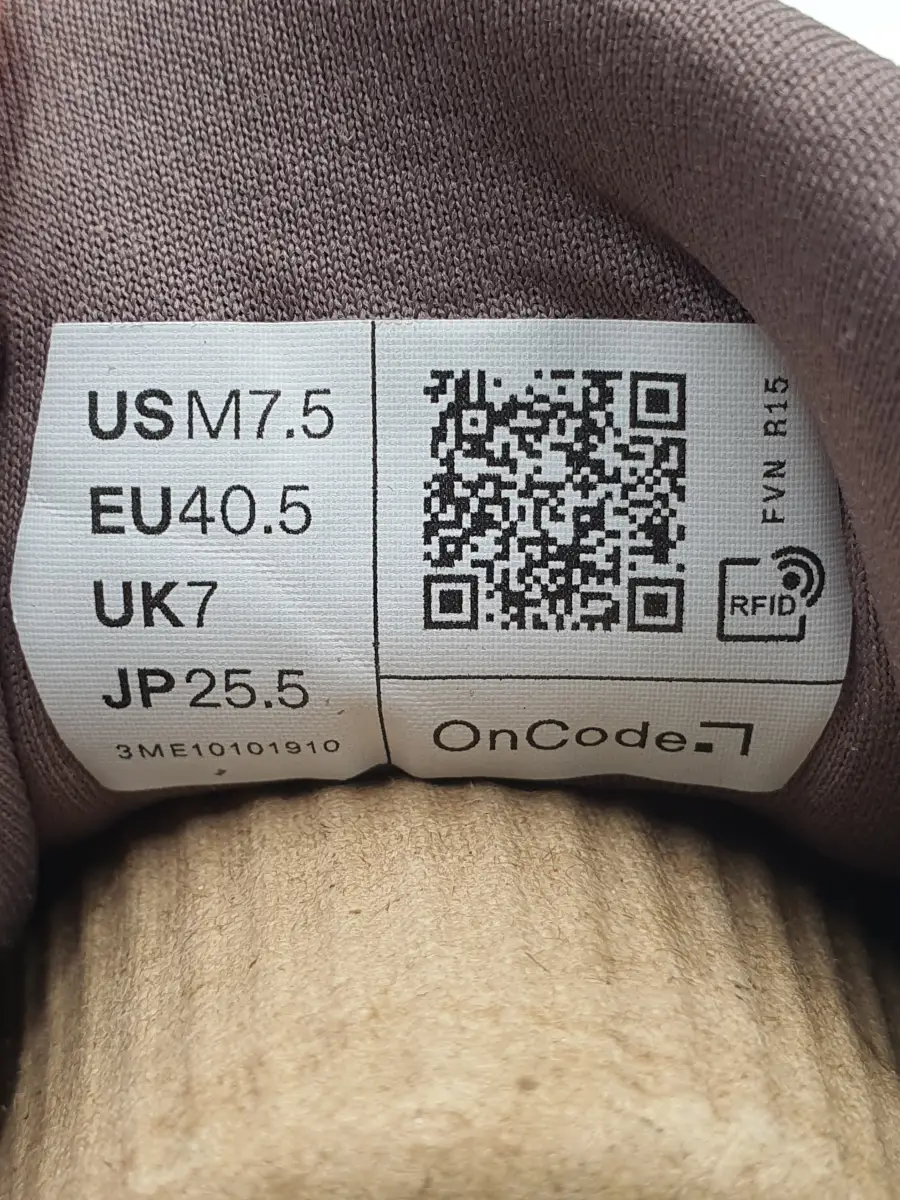 USM7.5
EU40.5
UK7
JP25.5
3ME10101910
FVN R15
RFID
OnCode